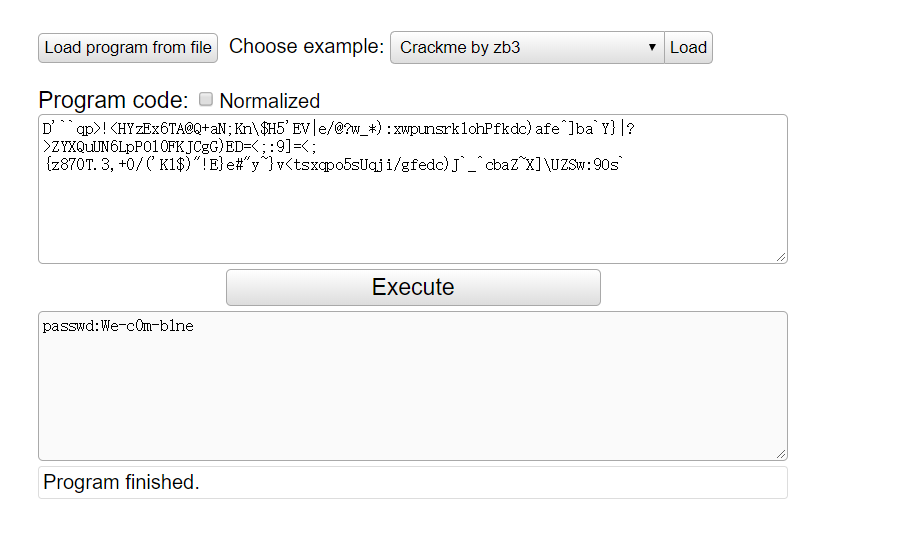 Load program from file Choose example: Crackme by zb3 Load
Program code: Normalized
D'``qp>!<HYzEx6TA@Q+aN;Kn\$H5'EV|e/@?w_*):xwpunsrklohPfkdc)afe^]ba`Y}|?
>ZYXQuUN6LpPOlOFKJCgG)ED=<;:9]=<;
{z870T.3,+0/('K1$)"!E}e#"y~}v<tsxqpo5sUqji/gfedc)J`_^cbaZ~X]\UZSw:90s`
Execute
passwd:We-c0m-b1ne
Program finished.